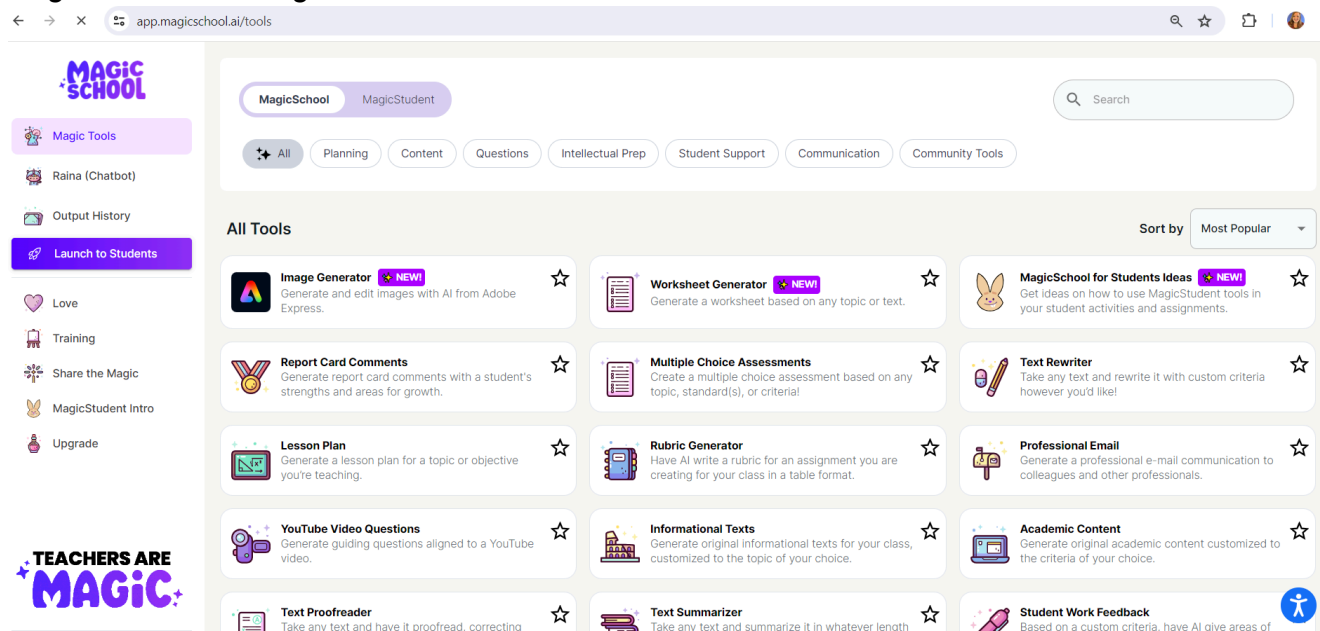 app.magicschool.ai/tools
MAGIC
SCHOOL
Magic Tools
Raina (Chatbot)
Output History
Launch to Students
Love
Training
Share the Magic
MagicStudent Intro
Upgrade
TEACHERS ARE
MAGIC
MagicSchool MagicStudent
Search
All Planning Content Questions Intellectual Prep Student Support Communication Community Tools
All Tools
Sort by Most Popular
Image Generator NEW!
Generate and edit images with AI from Adobe
Express.
Worksheet Generator NEW!
Generate a worksheet based on any topic or text.
MagicSchool for Students Ideas NEW!
Get ideas on how to use MagicStudent tools in
your student activities and assignments.
Report Card Comments
Generate report card comments with a student's
strengths and areas for growth.
Multiple Choice Assessments
Create a multiple choice assessment based on any
topic, standard(s), or criteria!
Text Rewriter
Take any text and rewrite it with custom criteria
however you'd like!
Lesson Plan
Generate a lesson plan for a topic or objective
you're teaching.
Rubric Generator
Have AI write a rubric for an assignment you are
creating for your class in a table format.
Professional Email
Generate a professional e-mail communication to
colleagues and other professionals.
YouTube Video Questions
Generate guiding questions aligned to a YouTube
video.
Informational Texts
Generate original informational texts for your class,
customized to the topic of your choice.
Academic Content
Generate original academic content customized to
the criteria of your choice.
Text Proofreader
Take any text and have it proofread, correcting
Text Summarizer
Take any text and summarize it in whatever length
Student Work Feedback
Based on a custom criteria, have AI give areas of